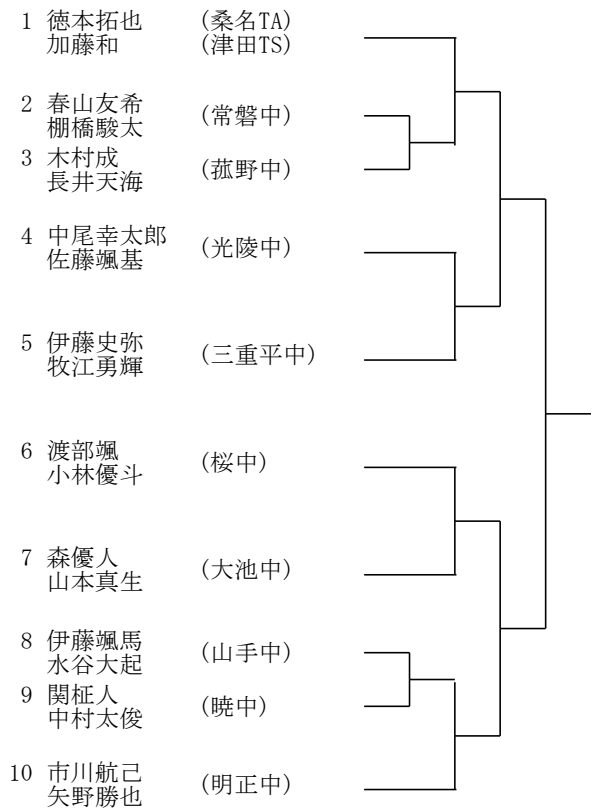 1 徳本拓也 (桑名TA)
加藤和 (津田TS)
2 春山友希 (常磐中)
棚橋駿太
3 木村成 (菰野中)
長井天海
4 中尾幸太郎 (光陵中)
佐藤颯基
5 伊藤史弥 (三重平中)
牧江勇輝
6 渡部颯 (桜中)
小林優斗
7 森優人 (大池中)
山本真生
8 伊藤颯馬 (山手中)
水谷大起
9 関柾人 (暁中)
中村太俊
10 市川航己 (明正中)
矢野勝也